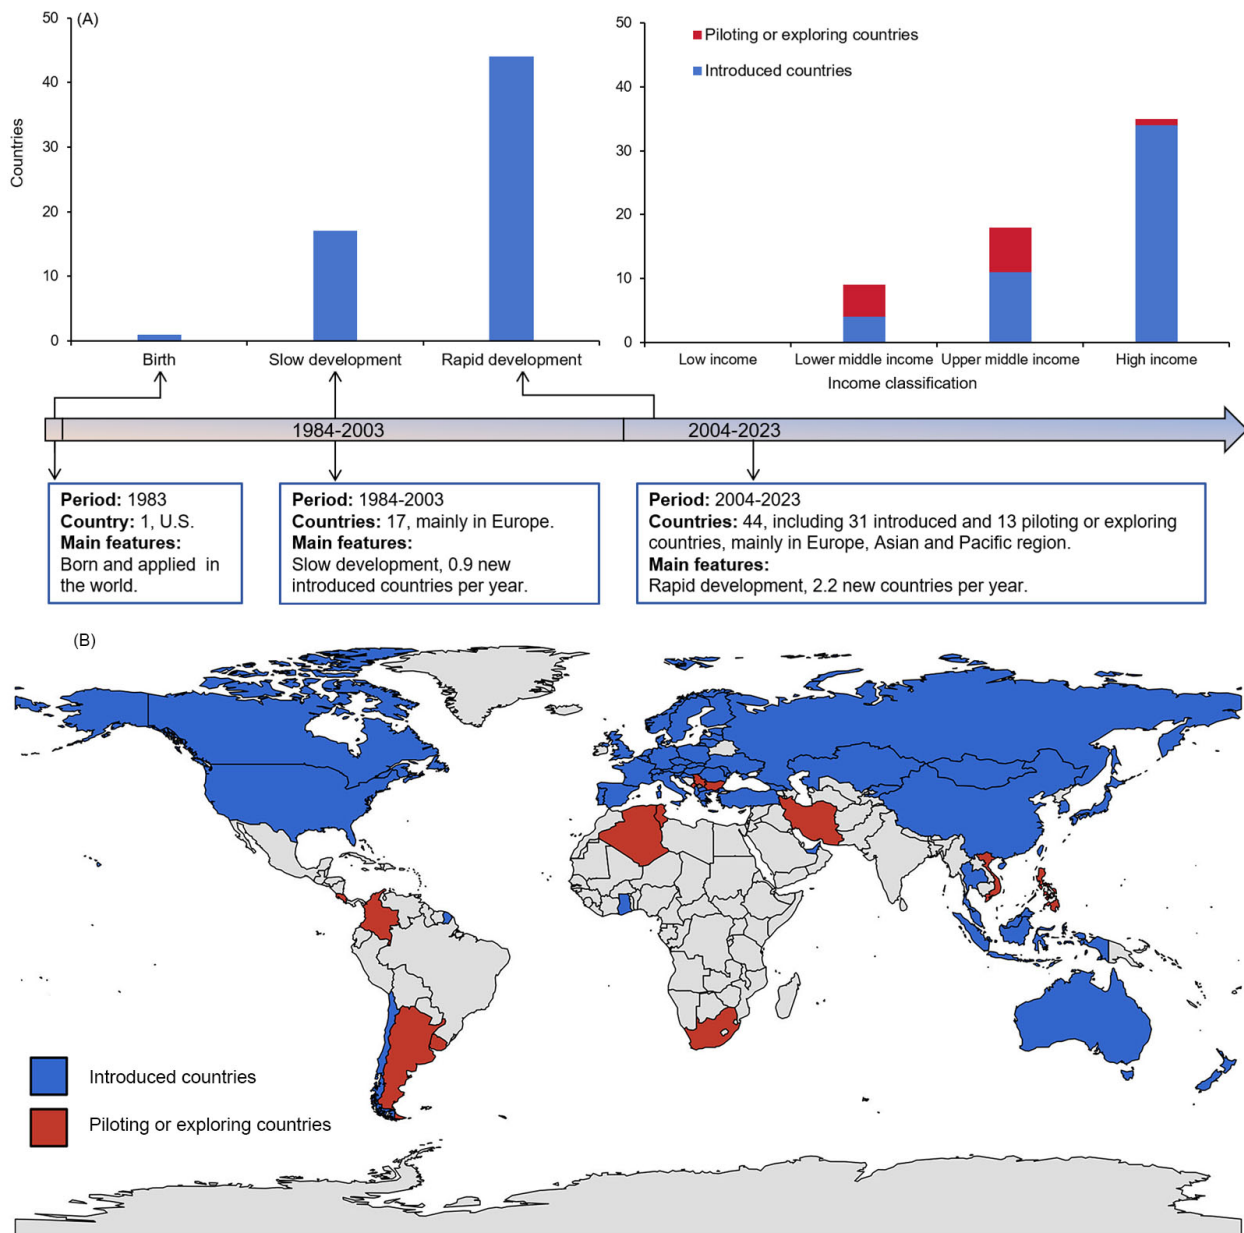 (A)
50
40
30
20
10
0
Countries
Birth
Slow development
Rapid development
50
40
30
20
10
0
Piloting or exploring countries
Introduced countries
Low income
Lower middle income
Upper middle income
High income
Income classification
1984-2003
2004-2023
Period: 1983
Country: 1, U.S.
Main features:
Born and applied in
the world.
Period: 1984-2003
Countries: 17, mainly in Europe.
Main features:
Slow development, 0.9 new
introduced countries per year.
Period: 2004-2023
Countries: 44, including 31 introduced and 13 piloting or exploring
countries, mainly in Europe, Asian and Pacific region.
Main features:
Rapid development, 2.2 new countries per year.
(B)
Introduced countries
Piloting or exploring countries